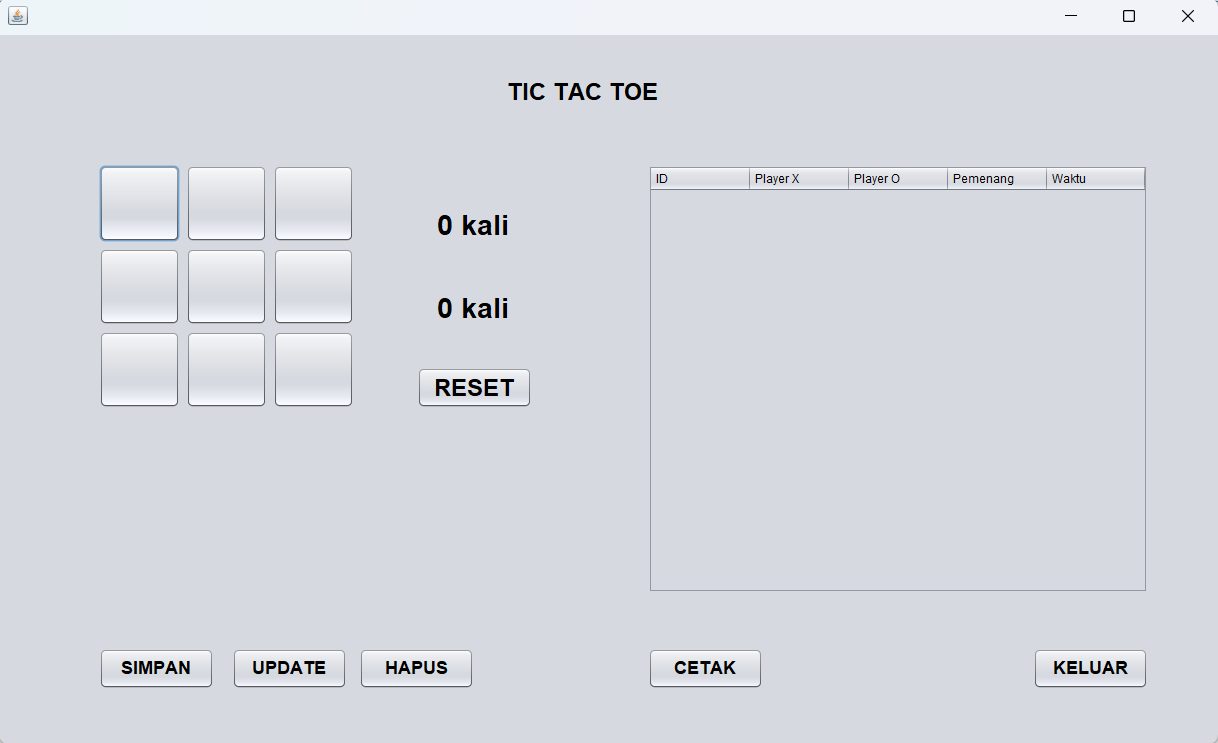 TIC TAC TOE
ID Player X Player O Pemenang Waktu
0 kali
0 kali
RESET
SIMPAN UPDATE HAPUS CETAK KELUAR